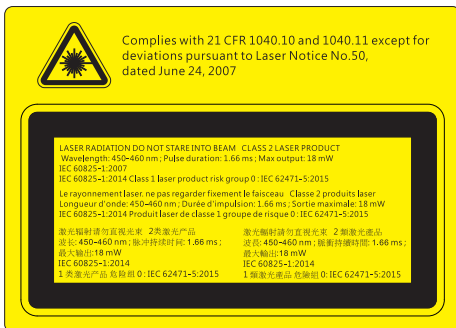 Complies with 21 CFR 1040.10 and 1040.11 except for
deviations pursuant to Laser Notice No.50,
dated June 24, 2007
LASER RADIATION DO NOT STARE INTO BEAM CLASS 2 LASER PRODUCT
Wavelength: 450-460 nm ; Pulse duration: 1.66 ms ; Max output: 18 mW
IEC 60825-1:2007
IEC 60825-1:2014 Class 1 laser product risk group 0 : IEC 62471-5:2015
Le rayonnement laser. ne pas regarder fixement le faisceau Classe 2 produits laser
Longueur d'onde: 450-460 nm ; Durée d'impulsion: 1.66 ms ; Sortie maximale: 18 mW
IEC 60825-1:2014 Produit laser de classe 1 groupe de risque 0 : IEC 62471-5:2015
激光辐射请勿直视光束 2类激光产品
波长: 450-460 nm ; 脉冲持续时间: 1.66 ms ;
最大输出:18 mW
IEC 60825-1:2014
1 类激光产品 危险组 0 : IEC 62471-5:2015
激光輻射請勿直視光束 2 類激光產品
波長: 450-460 nm ; 脈衝持續時間: 1.66 ms ;
最大輸出:18 mW
IEC 60825-1:2014
1 類激光產品 危險組 0 : IEC 62471-5:2015